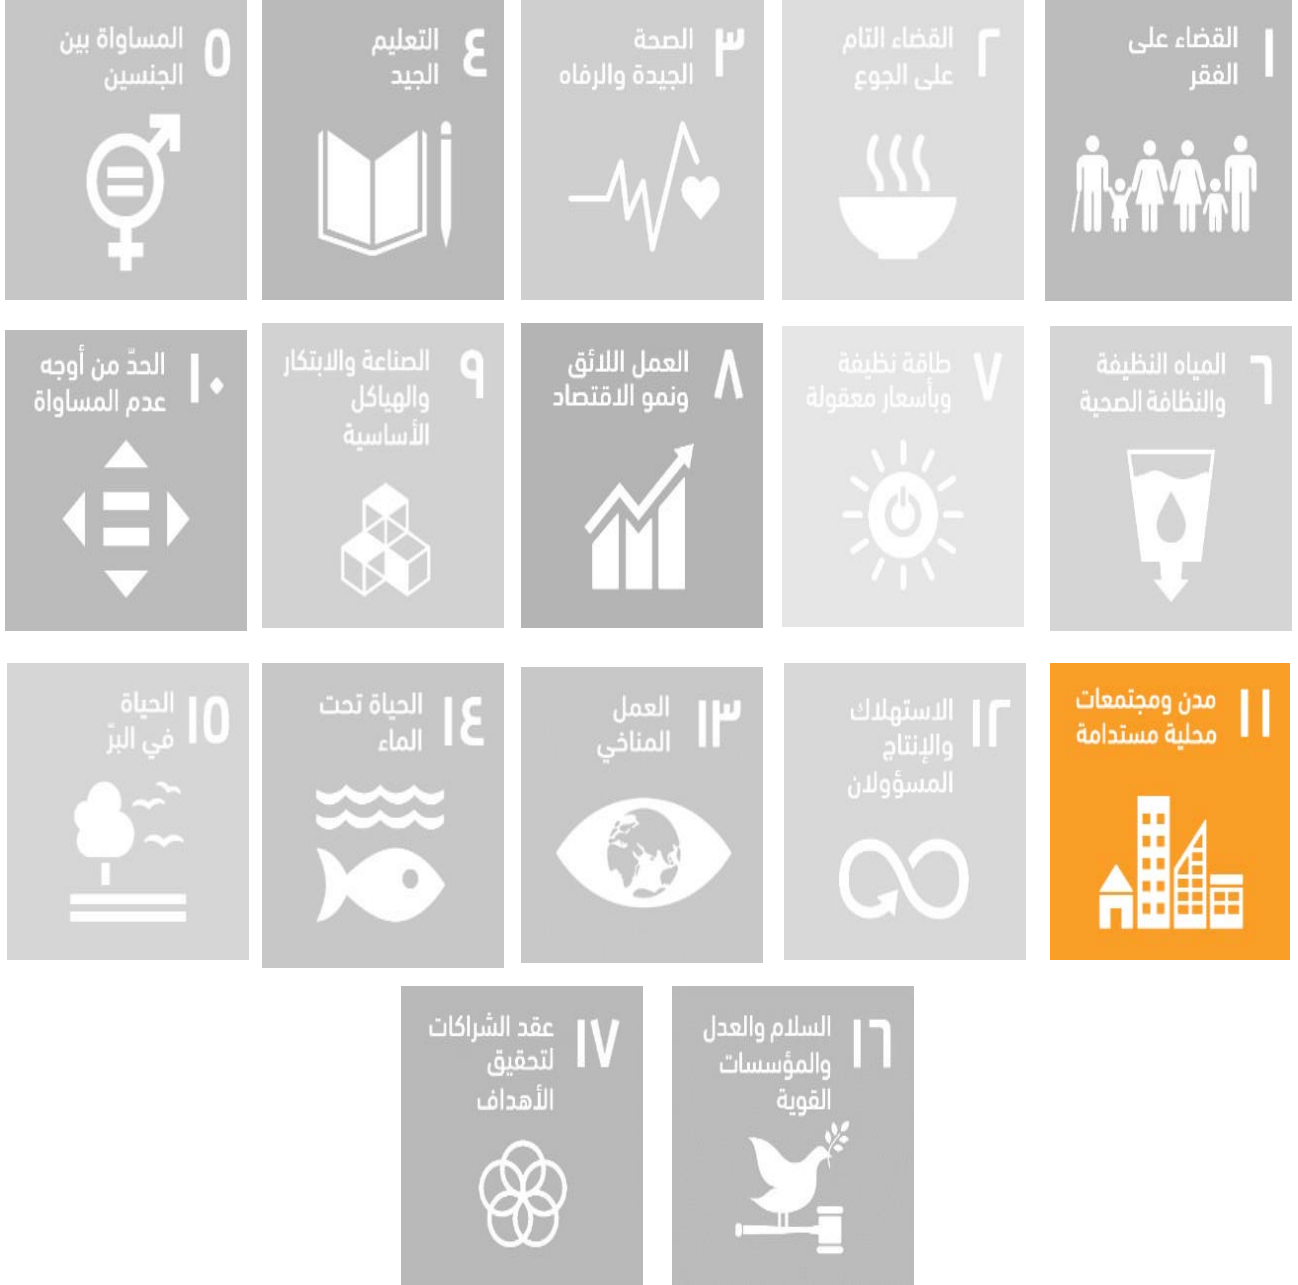 ١
القضاء على
الفقر
٢
القضاء التام
على الجوع
٣
الصحة
الجيدة والرفاه
٤
التعليم
الجيد
٥
المساواة بين
الجنسين
٦
المياه النظيفة
والنظافة الصحية
٧
طاقة نظيفة
وبأسعار معقولة
٨
العمل اللائق
ونمو الاقتصاد
٩
الصناعة والابتكار
والهياكل
الأساسية
١٠
الحدّ من أوجه
عدم المساواة
١١
مدن ومجتمعات
محلية مستدامة
١٢
الاستهلاك
والإنتاج
المسؤولان
١٣
العمل
المناخي
١٤
الحياة تحت
الماء
١٥
الحياة
في البرّ
١٦
السلام والعدل
والمؤسسات
القوية
١٧
عقد الشراكات
لتحقيق
الأهداف